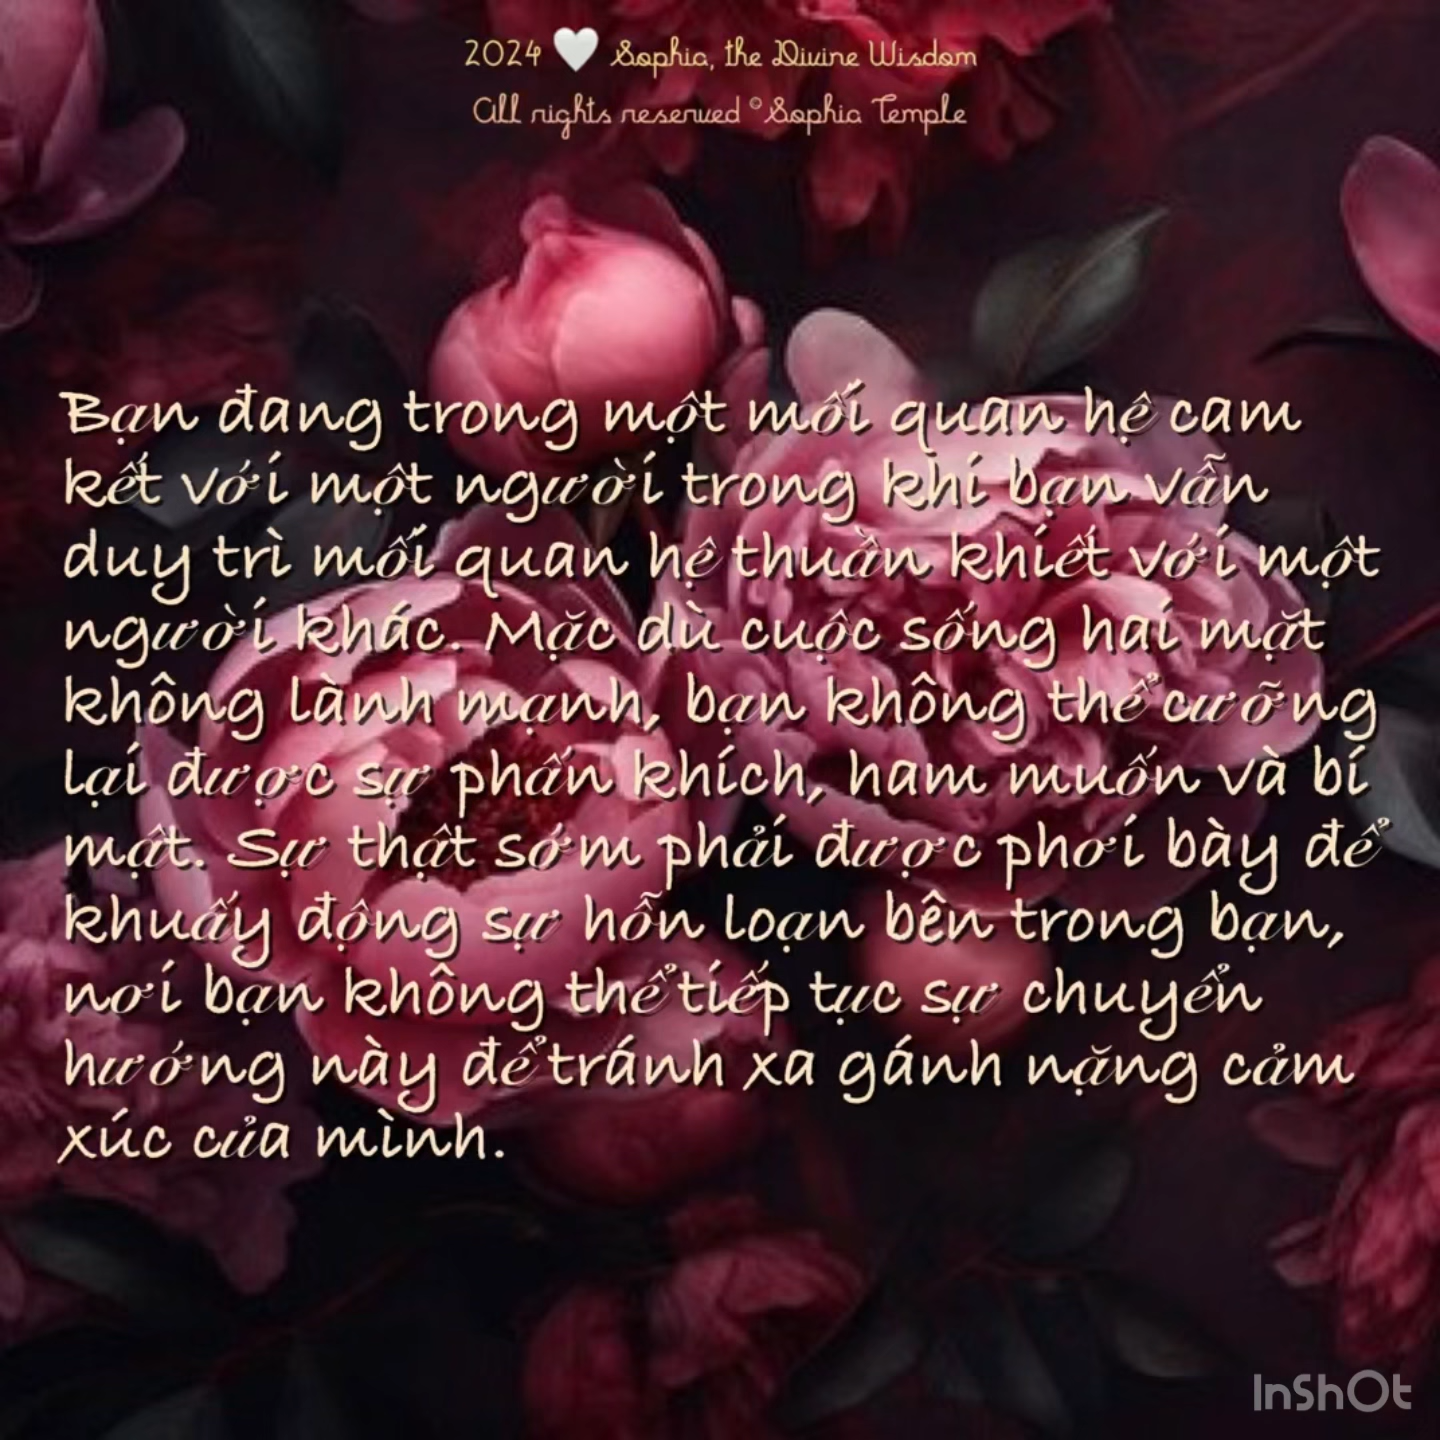 2024 🤍 Sophia, the Divine Wisdom
All rights reserved ©Sophia Temple
Bạn đang trong một mối quan hệ cam
kết với một người trong khi bạn vẫn
duy trì mối quan hệ thuần khiết với một
người khác. Mặc dù cuộc sống hai mặt
không lành mạnh, bạn không thể cưỡng
lại được sự phấn khích, ham muốn và bí
mật. Sự thật sớm phải được phơi bày để
khuấy động sự hỗn loạn bên trong bạn,
nơi bạn không thể tiếp tục sự chuyển
hướng này để tránh xa gánh nặng cảm
xúc của mình.
InShOt